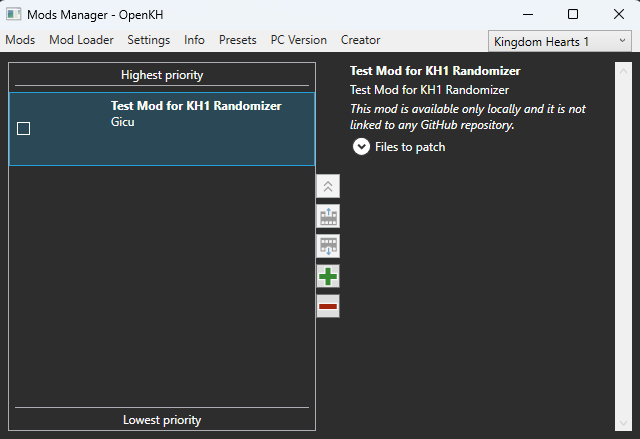 Mods Manager - OpenKH
Mods Mod Loader Settings Info Presets PC Version Creator Kingdom Hearts 1
Highest priority
Test Mod for KH1 Randomizer
Gicu
Lowest priority
Test Mod for KH1 Randomizer
Test Mod for KH1 Randomizer
This mod is available only locally and it is not
linked to any GitHub repository.
Files to patch